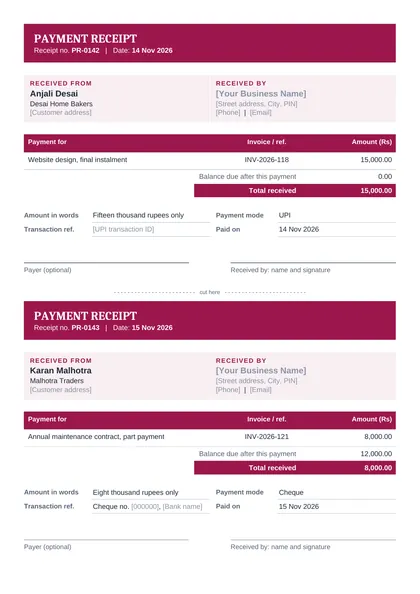 PAYMENT RECEIPT
Receipt no. PR-0142 | Date: 14 Nov 2026
RECEIVED FROM
Anjali Desai
Desai Home Bakers
[Customer address]
RECEIVED BY
[Your Business Name]
[Street address, City, PIN]
[Phone] | [Email]
Payment for Invoice / ref. Amount (Rs)
Website design, final instalment INV-2026-118 15,000.00
Balance due after this payment 0.00
Total received 15,000.00
Amount in words Fifteen thousand rupees only Payment mode UPI
Transaction ref. [UPI transaction ID] Paid on 14 Nov 2026
Payer (optional) Received by: name and signature
cut here
PAYMENT RECEIPT
Receipt no. PR-0143 | Date: 15 Nov 2026
RECEIVED FROM
Karan Malhotra
Malhotra Traders
[Customer address]
RECEIVED BY
[Your Business Name]
[Street address, City, PIN]
[Phone] | [Email]
Payment for Invoice / ref. Amount (Rs)
Annual maintenance contract, part payment INV-2026-121 8,000.00
Balance due after this payment 12,000.00
Total received 8,000.00
Amount in words Eight thousand rupees only Payment mode Cheque
Transaction ref. Cheque no. [000000], [Bank name] Paid on 15 Nov 2026
Payer (optional) Received by: name and signature